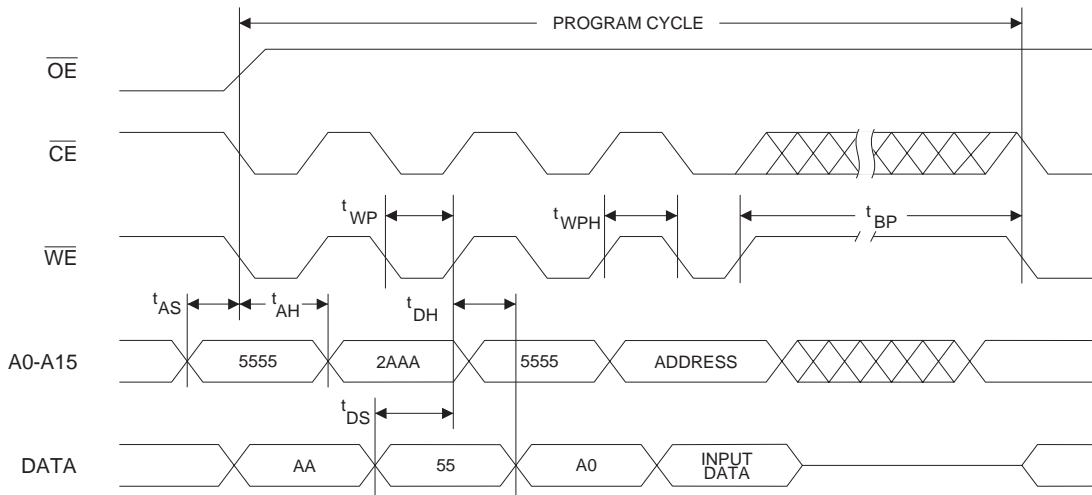 PROGRAM CYCLE
OE
CE
tWP
tWPH
tBP
WE
tAS
tAH
tDH
A0-A15
5555
2AAA
5555
ADDRESS
tDS
DATA
AA
55
A0
INPUT
DATA